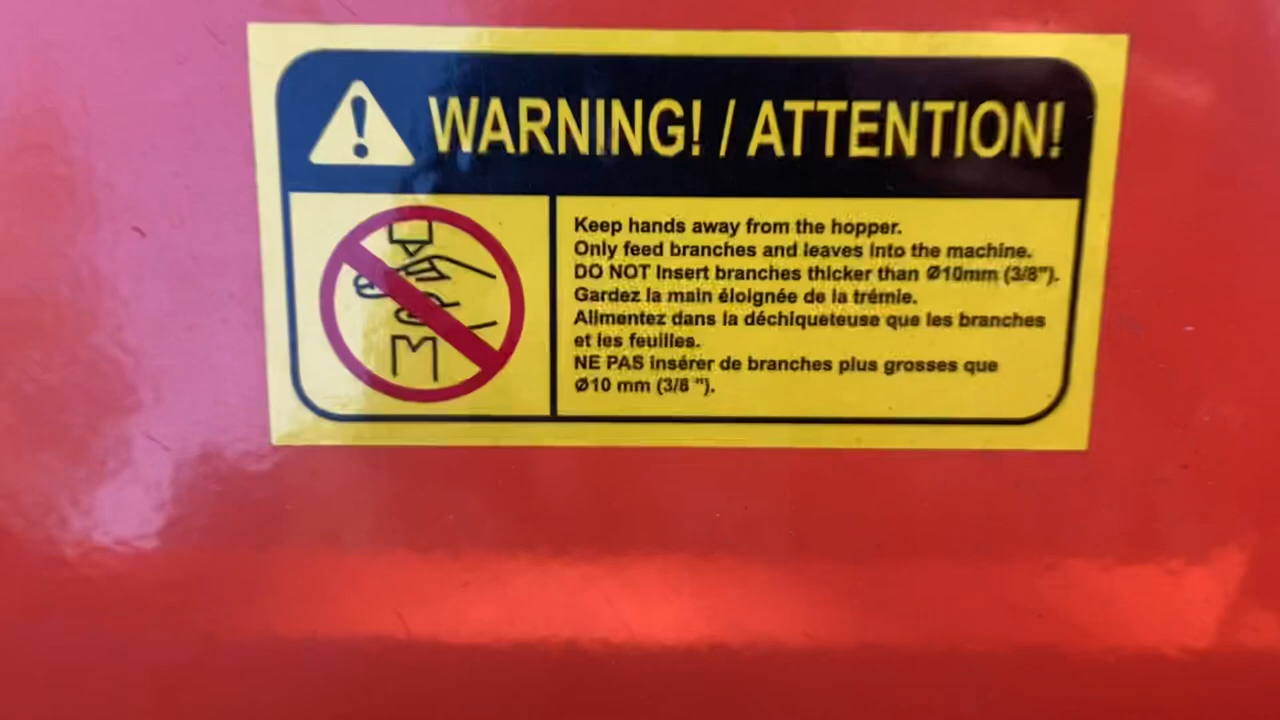 WARNING! / ATTENTION!
Keep hands away from the hopper.
Only feed branches and leaves into the machine.
DO NOT insert branches thicker than Ø10mm (3/8").
Gardez la main éloignée de la trémie.
Alimentez dans la déchiqueteuse que les branches
et les feuilles.
NE PAS insérer de branches plus grosses que
Ø10 mm (3/8 ").